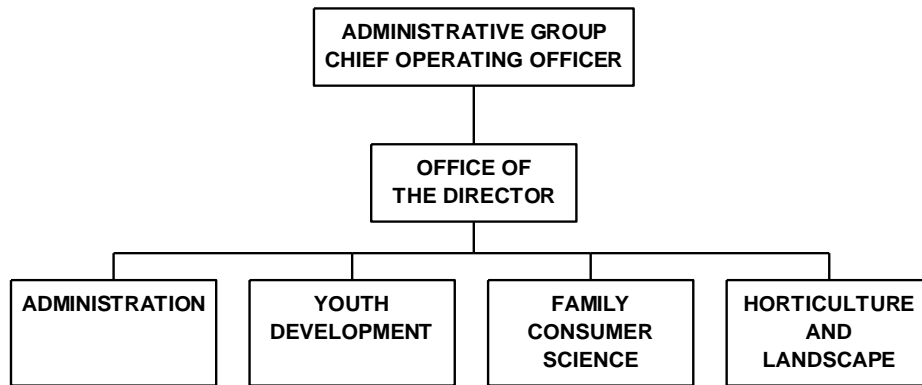 ADMINISTRATIVE GROUP
CHIEF OPERATING OFFICER
OFFICE OF
THE DIRECTOR
ADMINISTRATION
YOUTH
DEVELOPMENT
FAMILY
CONSUMER
SCIENCE
HORTICULTURE
AND
LANDSCAPE